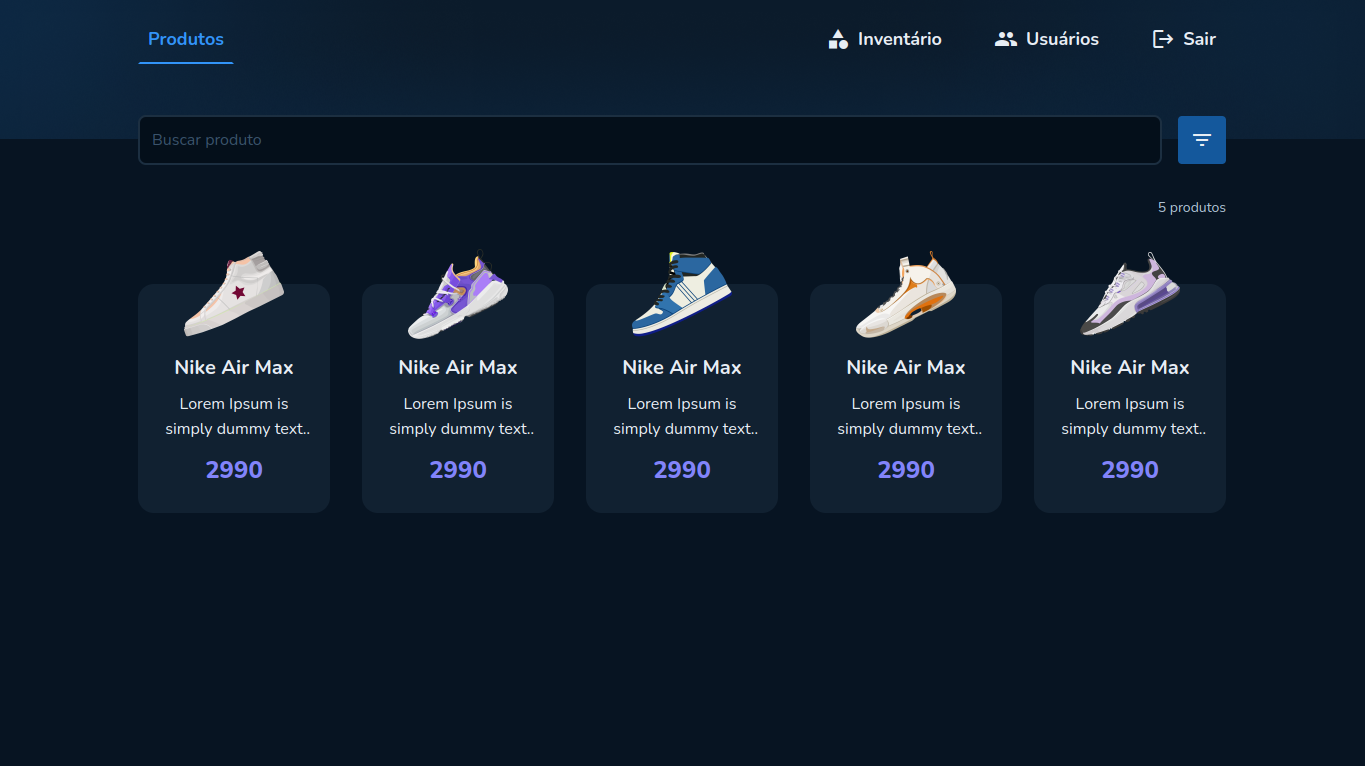 Produtos
Inventário
Usuários
Sair
Buscar produto
5 produtos
Nike Air Max
Lorem Ipsum is
simply dummy text..
2990
Nike Air Max
Lorem Ipsum is
simply dummy text..
2990
Nike Air Max
Lorem Ipsum is
simply dummy text..
2990
Nike Air Max
Lorem Ipsum is
simply dummy text..
2990
Nike Air Max
Lorem Ipsum is
simply dummy text..
2990